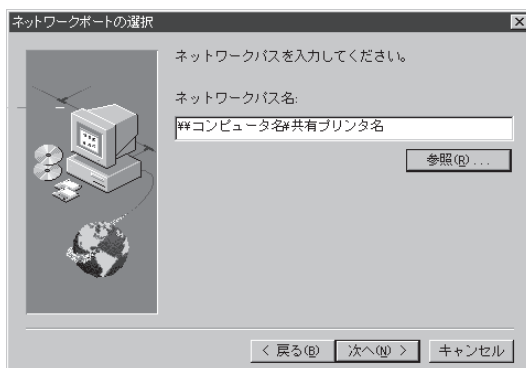 ネットワークポートの選択
ネットワークパスを入力してください。
ネットワークパス名:
¥¥コンピュータ名¥共有プリンタ名
参照(R)...
< 戻る(B)
次へ(N) >
キャンセル